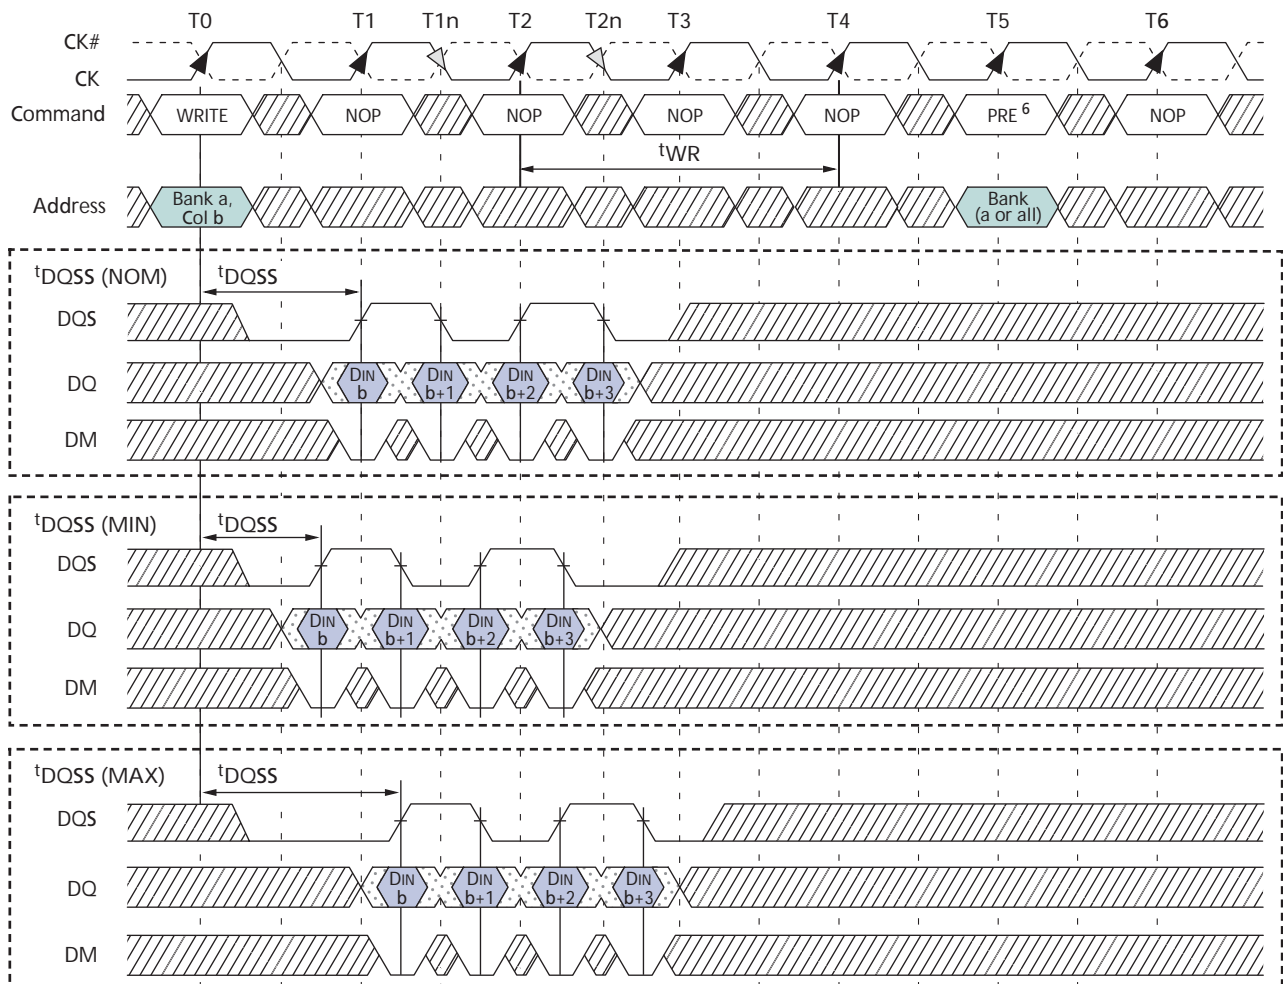 T0 T1 T1n T2 T2n T3 T4 T5 T6
CK#
CK
Command WRITE NOP NOP NOP NOP PRE 6 NOP
tWR
Address Bank a, Col b Bank (a or all)
tDQSS (NOM) tDQSS
DQS
DQ DIN b DIN b+1 DIN b+2 DIN b+3
DM
tDQSS (MIN) tDQSS
DQS
DQ DIN b DIN b+1 DIN b+2 DIN b+3
DM
tDQSS (MAX) tDQSS
DQS
DQ DIN b DIN b+1 DIN b+2 DIN b+3
DM